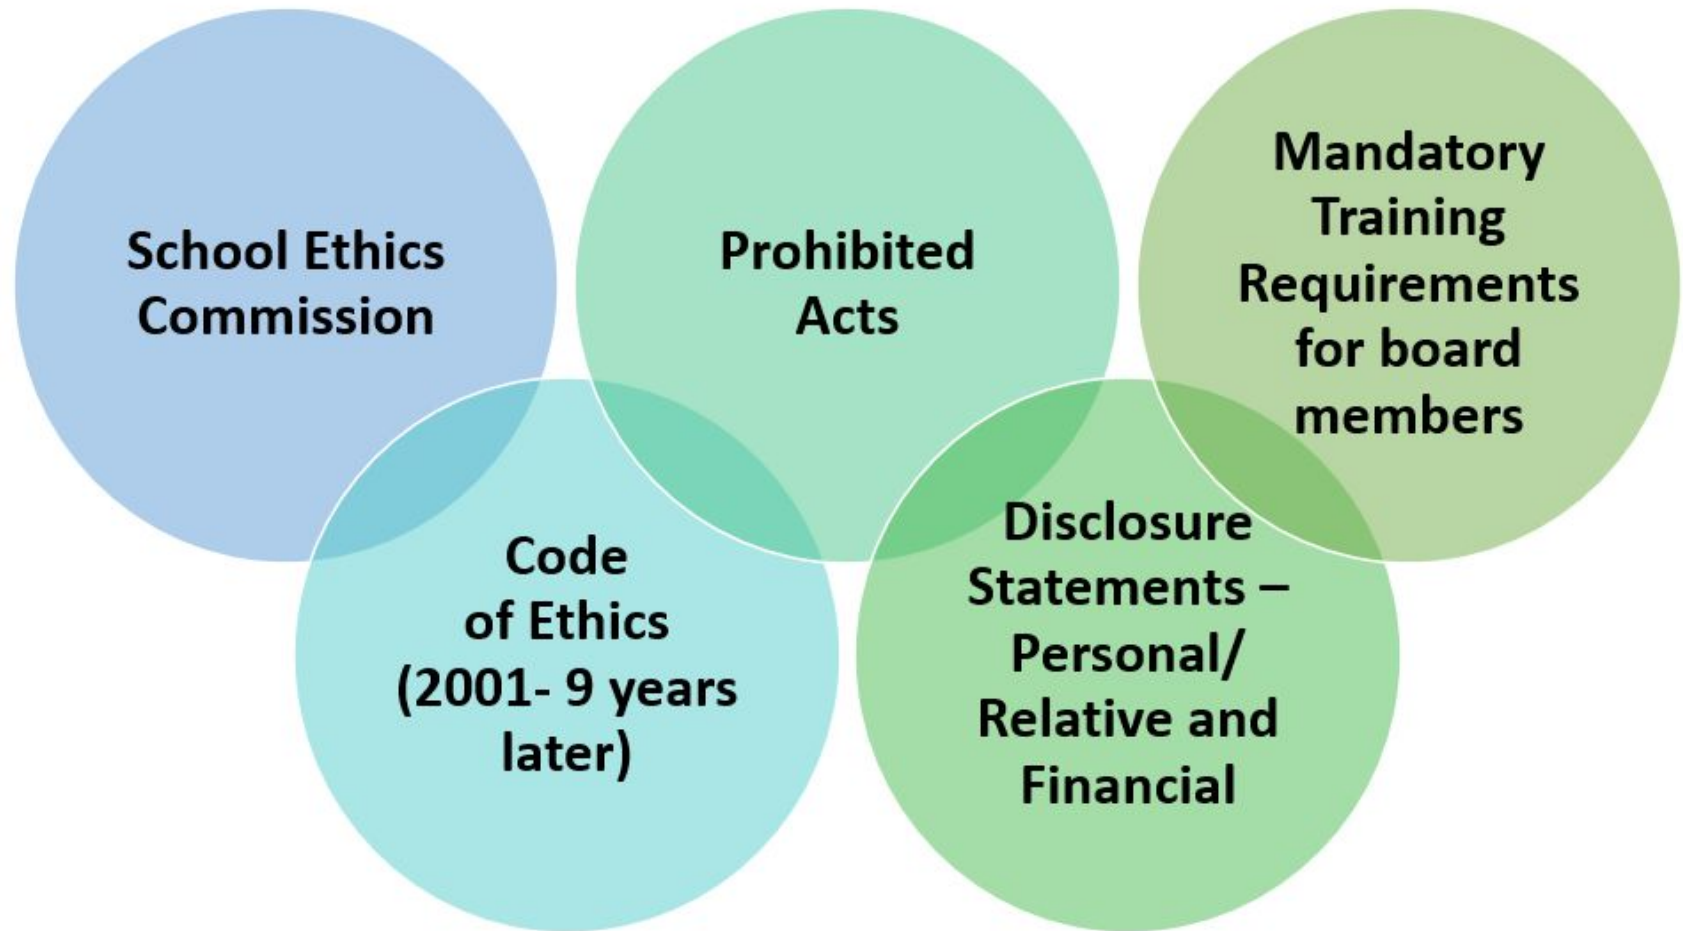 School Ethics
Commission
Code
of Ethics
(2001- 9 years
later)
Prohibited
Acts
Disclosure
Statements –
Personal/
Relative and
Financial
Mandatory
Training
Requirements
for board
members